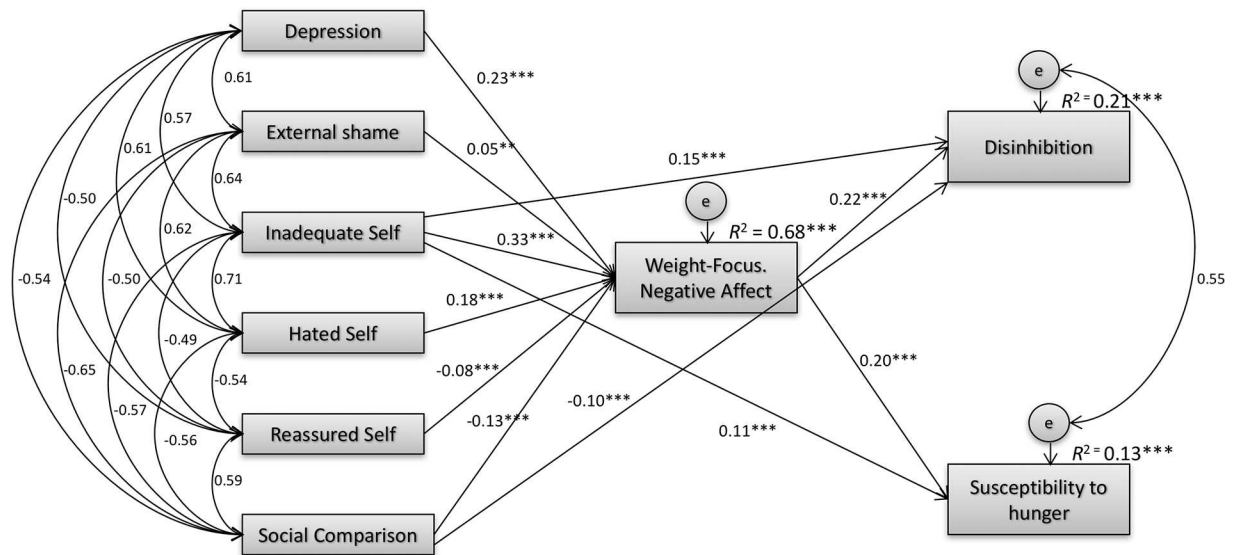 Depression
e
0.61
0.23***
R² = 0.21***
0.57
External shame
0.61
0.05**
Disinhibition
0.15***
0.64
-0.50
e
0.22***
0.62
Inadequate Self
R² = 0.68***
0.33***
Weight-Focus.
Negative Affect
-0.54
-0.50
0.71
0.55
0.18***
Hated Self
-0.49
0.20***
-0.65
-0.54
-0.08***
-0.57
-0.10***
-0.13***
0.11***
e
-0.56
Reassured Self
R² = 0.13***
0.59
Susceptibility to
hunger
Social Comparison